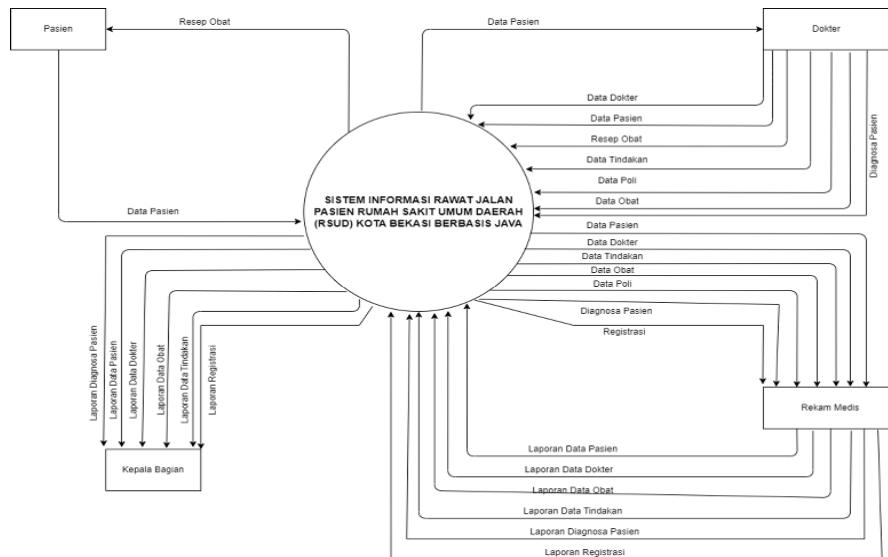 Pasien
Resep Obat
Data Pasien
Dokter
Data Dokter
Data Pasien
Resep Obat
Data Tindakan
Data Poli
Data Obat
Diagnosa Pasien
SISTEM INFORMASI RAWAT JALAN
PASIEN RUMAH SAKIT UMUM DAERAH
(RSUD) KOTA BEKASI BERBASIS JAVA
Data Pasien
Data Pasien
Data Dokter
Data Tindakan
Data Obat
Data Poli
Diagnosa Pasien
Registrasi
Laporan Diagnosa Pasien
Laporan Data Pasien
Laporan Data Dokter
Laporan Data Obat
Laporan Data Tindakan
Laporan Registrasi
Kepala Bagian
Rekam Medis
Laporan Data Pasien
Laporan Data Dokter
Laporan Data Obat
Laporan Data Tindakan
Laporan Diagnosa Pasien
Laporan Registrasi